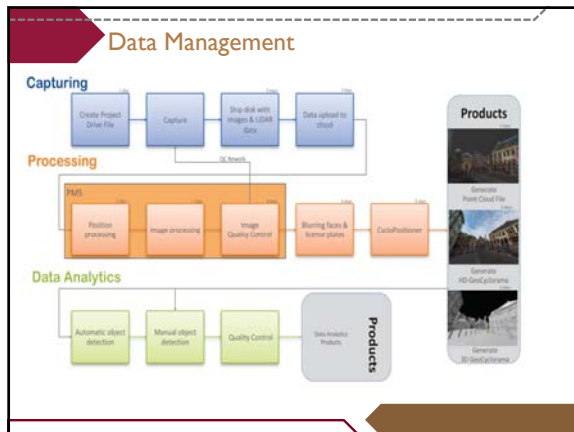 Data Management
Capturing
Create Project
Drive File
Capture
Ship disk with
images & LiDAR
data
Data upload to
cloud
Processing
QC Rework
PMS
Position
processing
Image processing
Image
Quality Control
Blurring faces &
license plates
CycloPositioner
Products
Generate
Point Cloud File
Generate
HD-GeoCyclorama
Generate
3D GeoCyclorama
Data Analytics
Automatic object
detection
Manual object
detection
Quality Control
Data Analytics
Products
Products